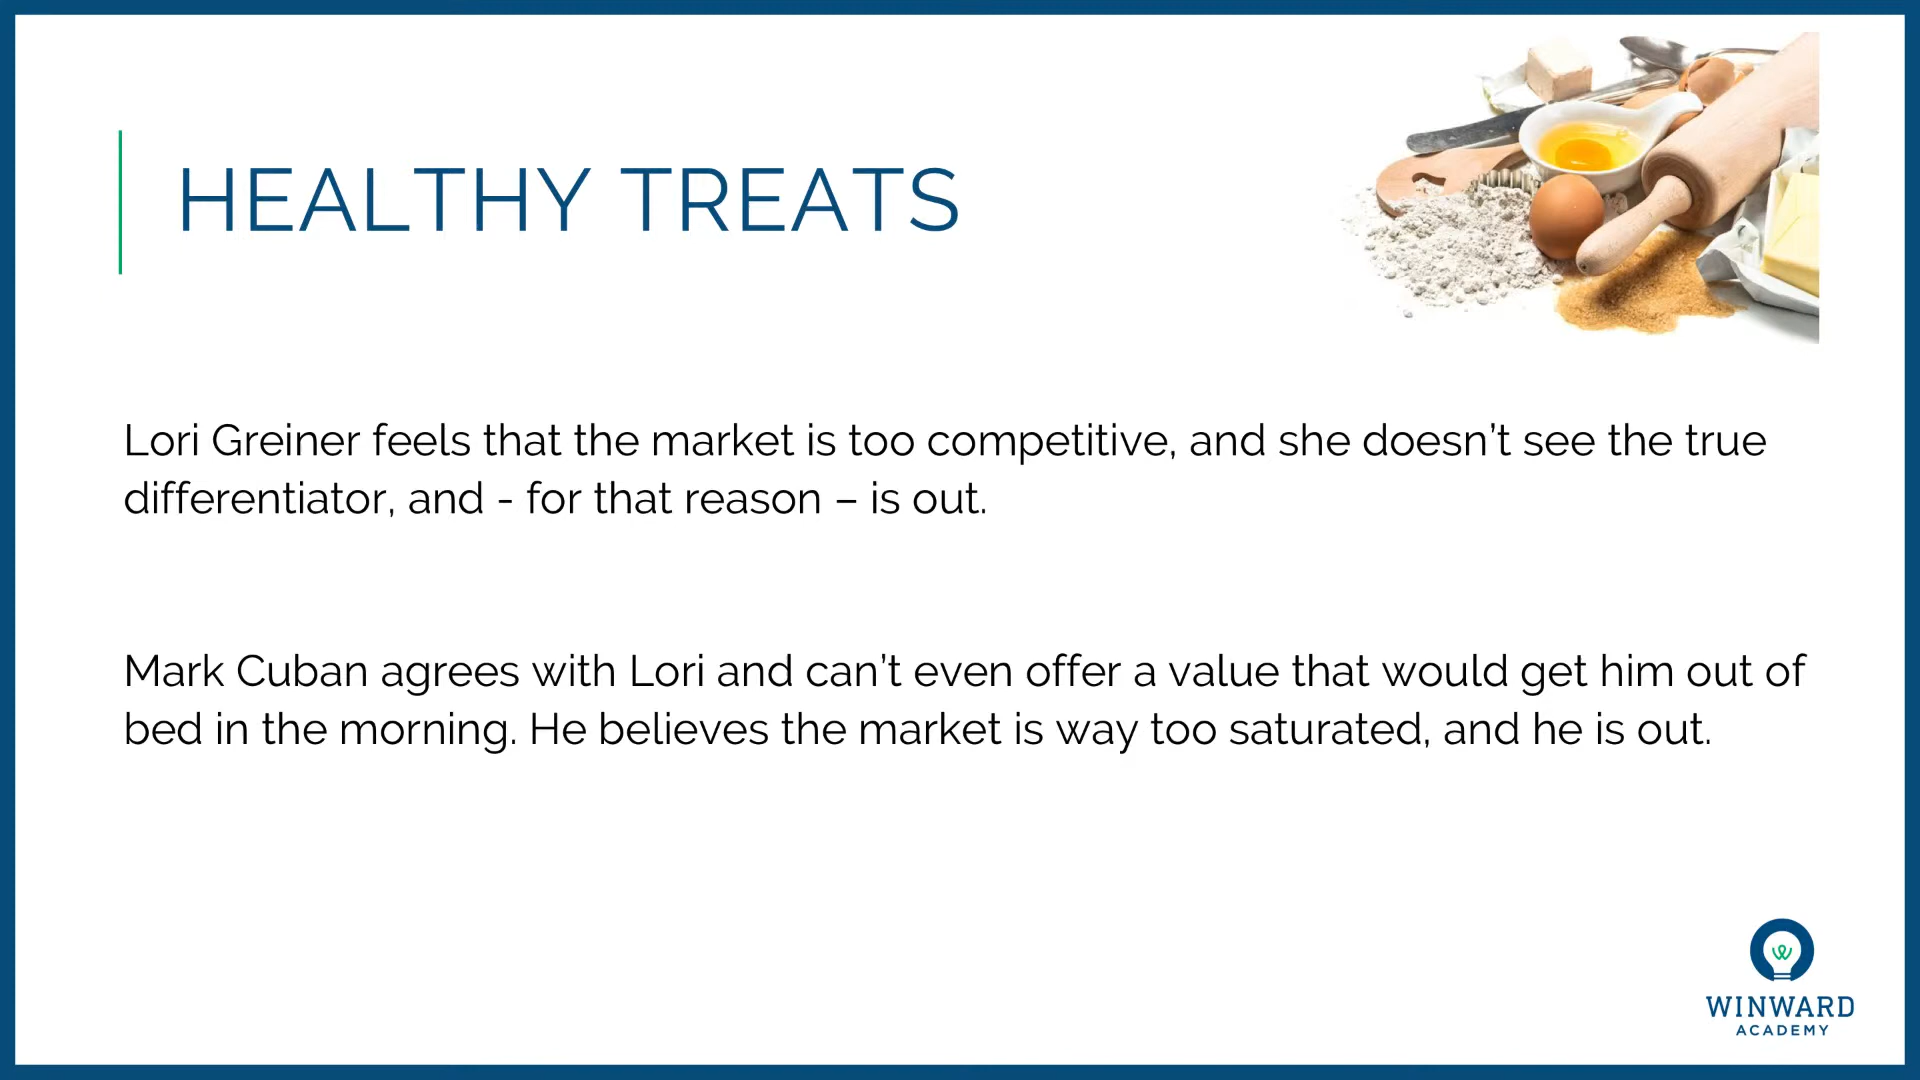 HEALTHY TREATS
Lori Greiner feels that the market is too competitive, and she doesn’t see the true
differentiator, and - for that reason – is out.
Mark Cuban agrees with Lori and can’t even offer a value that would get him out of
bed in the morning. He believes the market is way too saturated, and he is out.
WINWARD
ACADEMY